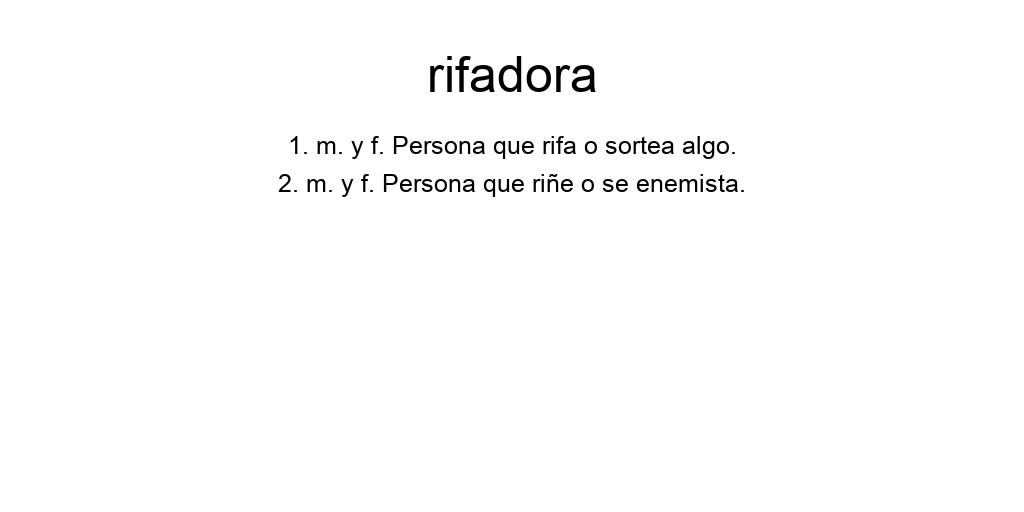 rifadora
1. m. y f. Persona que rifa o sortea algo.
2. m. y f. Persona que riñe o se enemista.